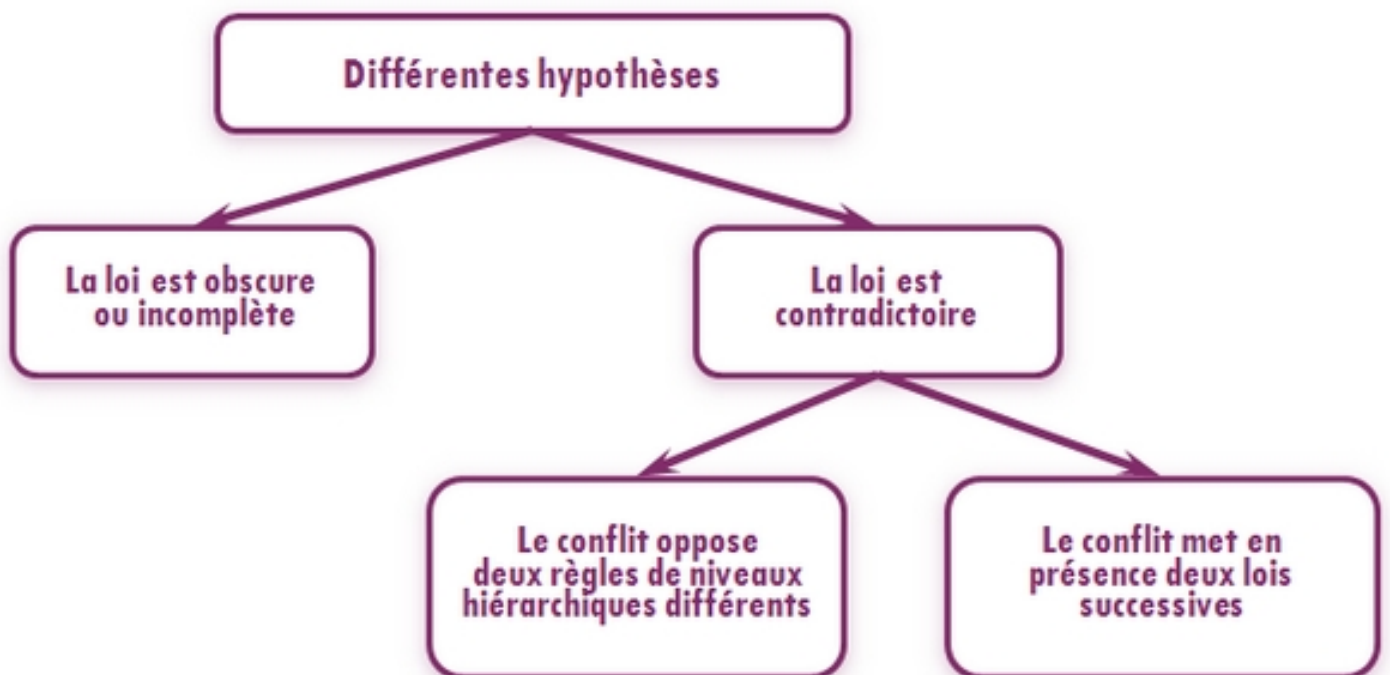 Différentes hypothèses
La loi est obscure
ou incomplète
La loi est
contradictoire
Le conflit oppose
deux règles de niveaux
hiérarchiques différents
Le conflit met en
présence deux lois
successives